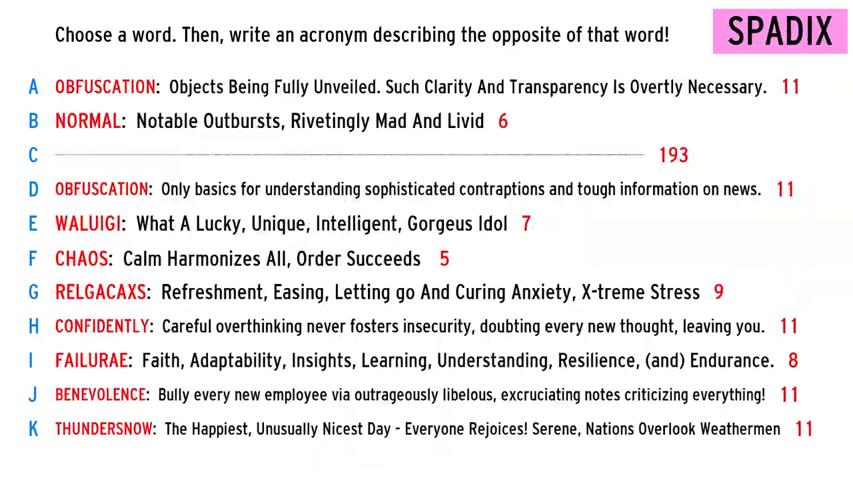 Choose a word. Then, write an acronym describing the opposite of that word!
SPADIX
A OBFUSCATION: Objects Being Fully Unveiled. Such Clarity And Transparency Is Overtly Necessary. 11
B NORMAL: Notable Outbursts, Rivetingly Mad And Livid 6
C 193
D OBFUSCATION: Only basics for understanding sophisticated contraptions and tough information on news. 11
E WALUIGI: What A Lucky, Unique, Intelligent, Gorgeus Idol 7
F CHAOS: Calm Harmonizes All, Order Succeeds 5
G RELGACAXS: Refreshment, Easing, Letting go And Curing Anxiety, X-treme Stress 9
H CONFIDENTLY: Careful overthinking never fosters insecurity, doubting every new thought, leaving you. 11
I FAILURAE: Faith, Adaptability, Insights, Learning, Understanding, Resilience, (and) Endurance. 8
J BENEVOLENCE: Bully every new employee via outrageously libelous, excruciating notes criticizing everything! 11
K THUNDERSNOW: The Happiest, Unusually Nicest Day - Everyone Rejoices! Serene, Nations Overlook Weathermen 11